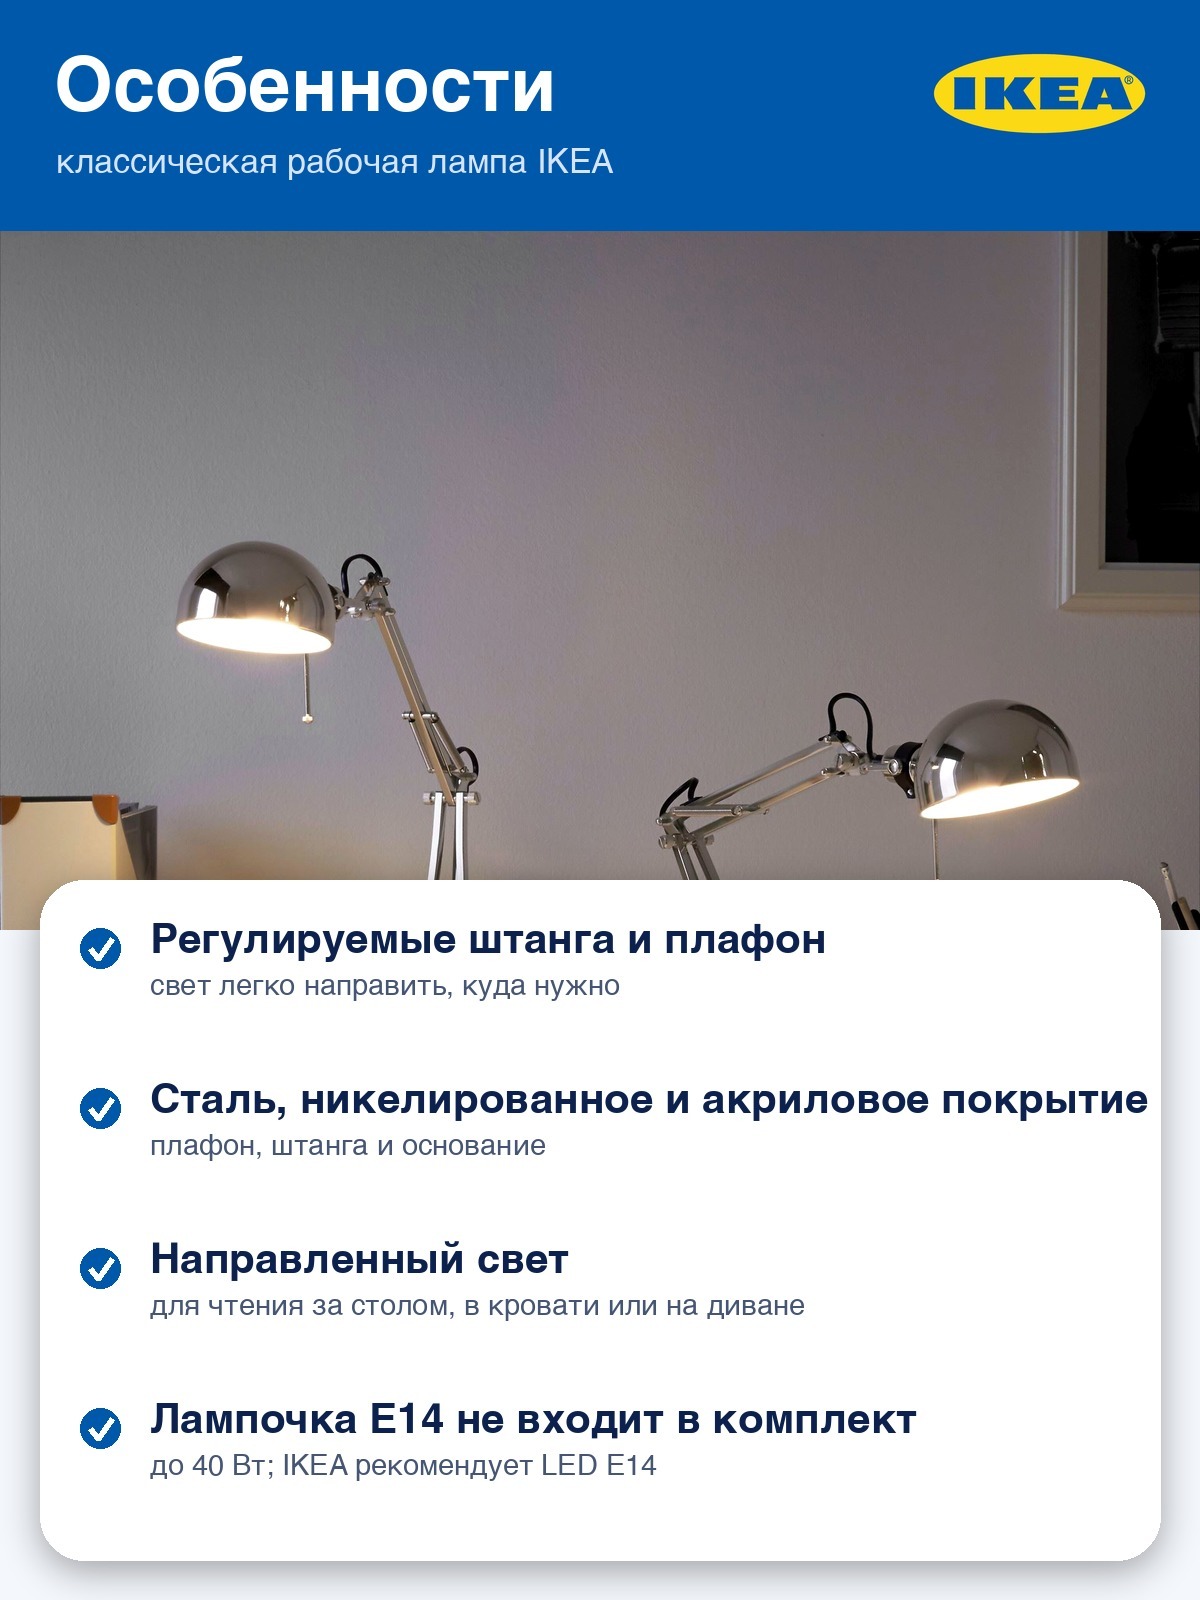 Особенности
классическая рабочая лампа IKEA
IKEA®
Регулируемые штанга и плафон
свет легко направить, куда нужно
Сталь, никелированное и акриловое покрытие
плафон, штанга и основание
Направленный свет
для чтения за столом, в кровати или на диване
Лампочка E14 не входит в комплект
до 40 Вт; IKEA рекомендует LED E14